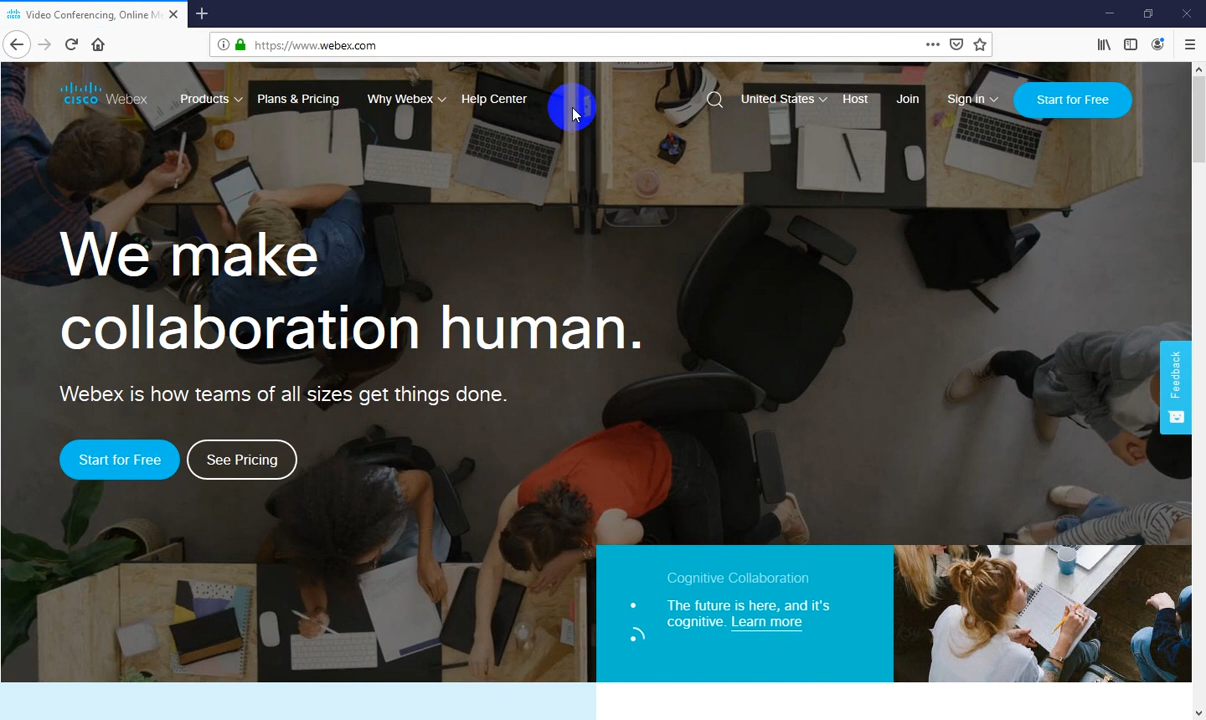 Video Conferencing, Online M
https://www.webex.com
cisco Webex
Products
Plans & Pricing
Why Webex
Help Center
United States
Host
Join
Sign in
Start for Free
We make
collaboration human.
Webex is how teams of all sizes get things done.
Start for Free
See Pricing
Feedback
Cognitive Collaboration
The future is here, and it's
cognitive. Learn more